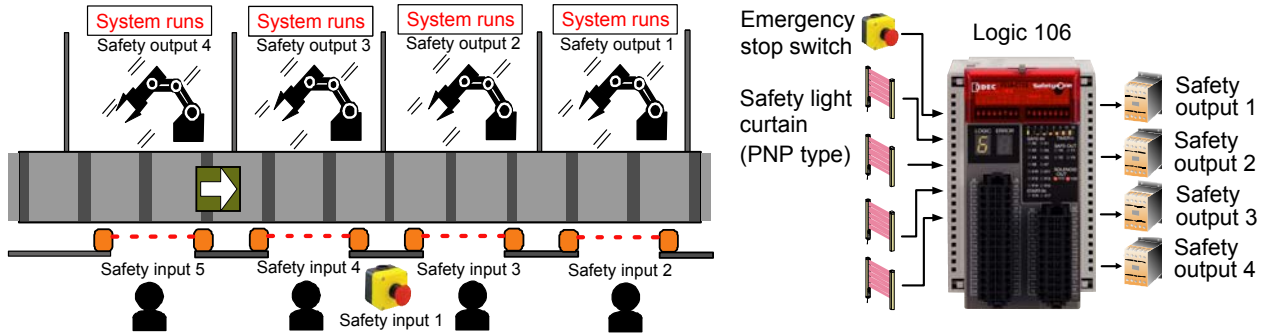 System runs
System runs
System runs
System runs
Safety output 4
Safety output 3
Safety output 2
Safety output 1
Safety input 5
Safety input 4
Safety input 3
Safety input 2
Safety input 1
Emergency
stop switch
Safety light
curtain
(PNP type)
Logic 106
IDEC
SafetyOne
LOGIC ERROR
6
Safety
output 1
Safety
output 2
Safety
output 3
Safety
output 4